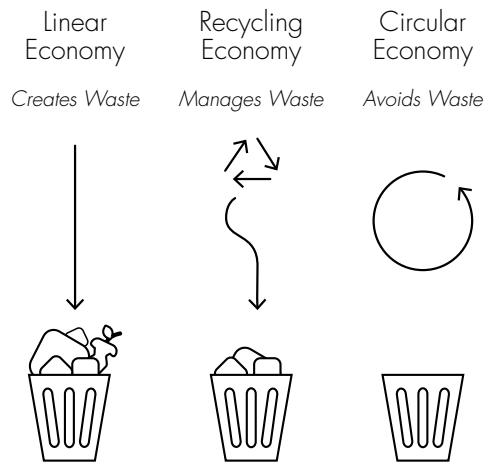 Linear
Economy
Creates Waste
Recycling
Economy
Manages Waste
Circular
Economy
Avoids Waste